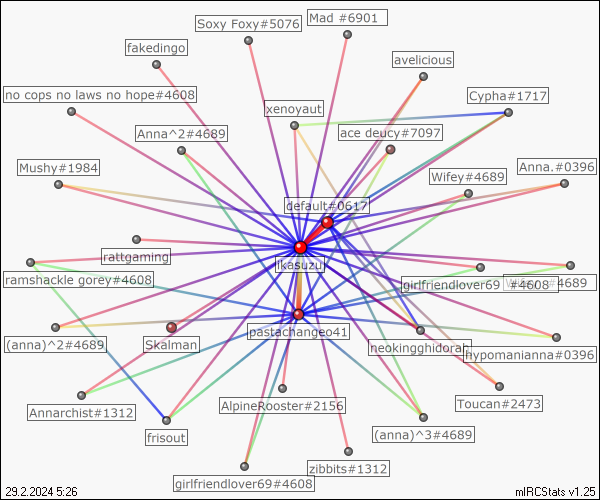 Mad #6901
Soxy Foxy#5076
fakedingo
avelicious
no cops no laws no hope#4608
Cypha#1717
xenoyaut
Anna^2#4689
ace deucy#7097
Mushy#1984
Wifey#4689
Anna.#0396
default#0617
rattgaming
ikasuzu
ramshackle gorey#4608
girlfriendlover69
#4608
#4689
(anna)^2#4689
Skalman
pastachangeo41
neokingghidorah
hypomanianna#0396
Annarchist#1312
AlpineRooster#2156
Toucan#2473
frisout
(anna)^3#4689
zibbits#1312
girlfriendlover69#4608
29.2.2024 5:26
mIRCStats v1.25